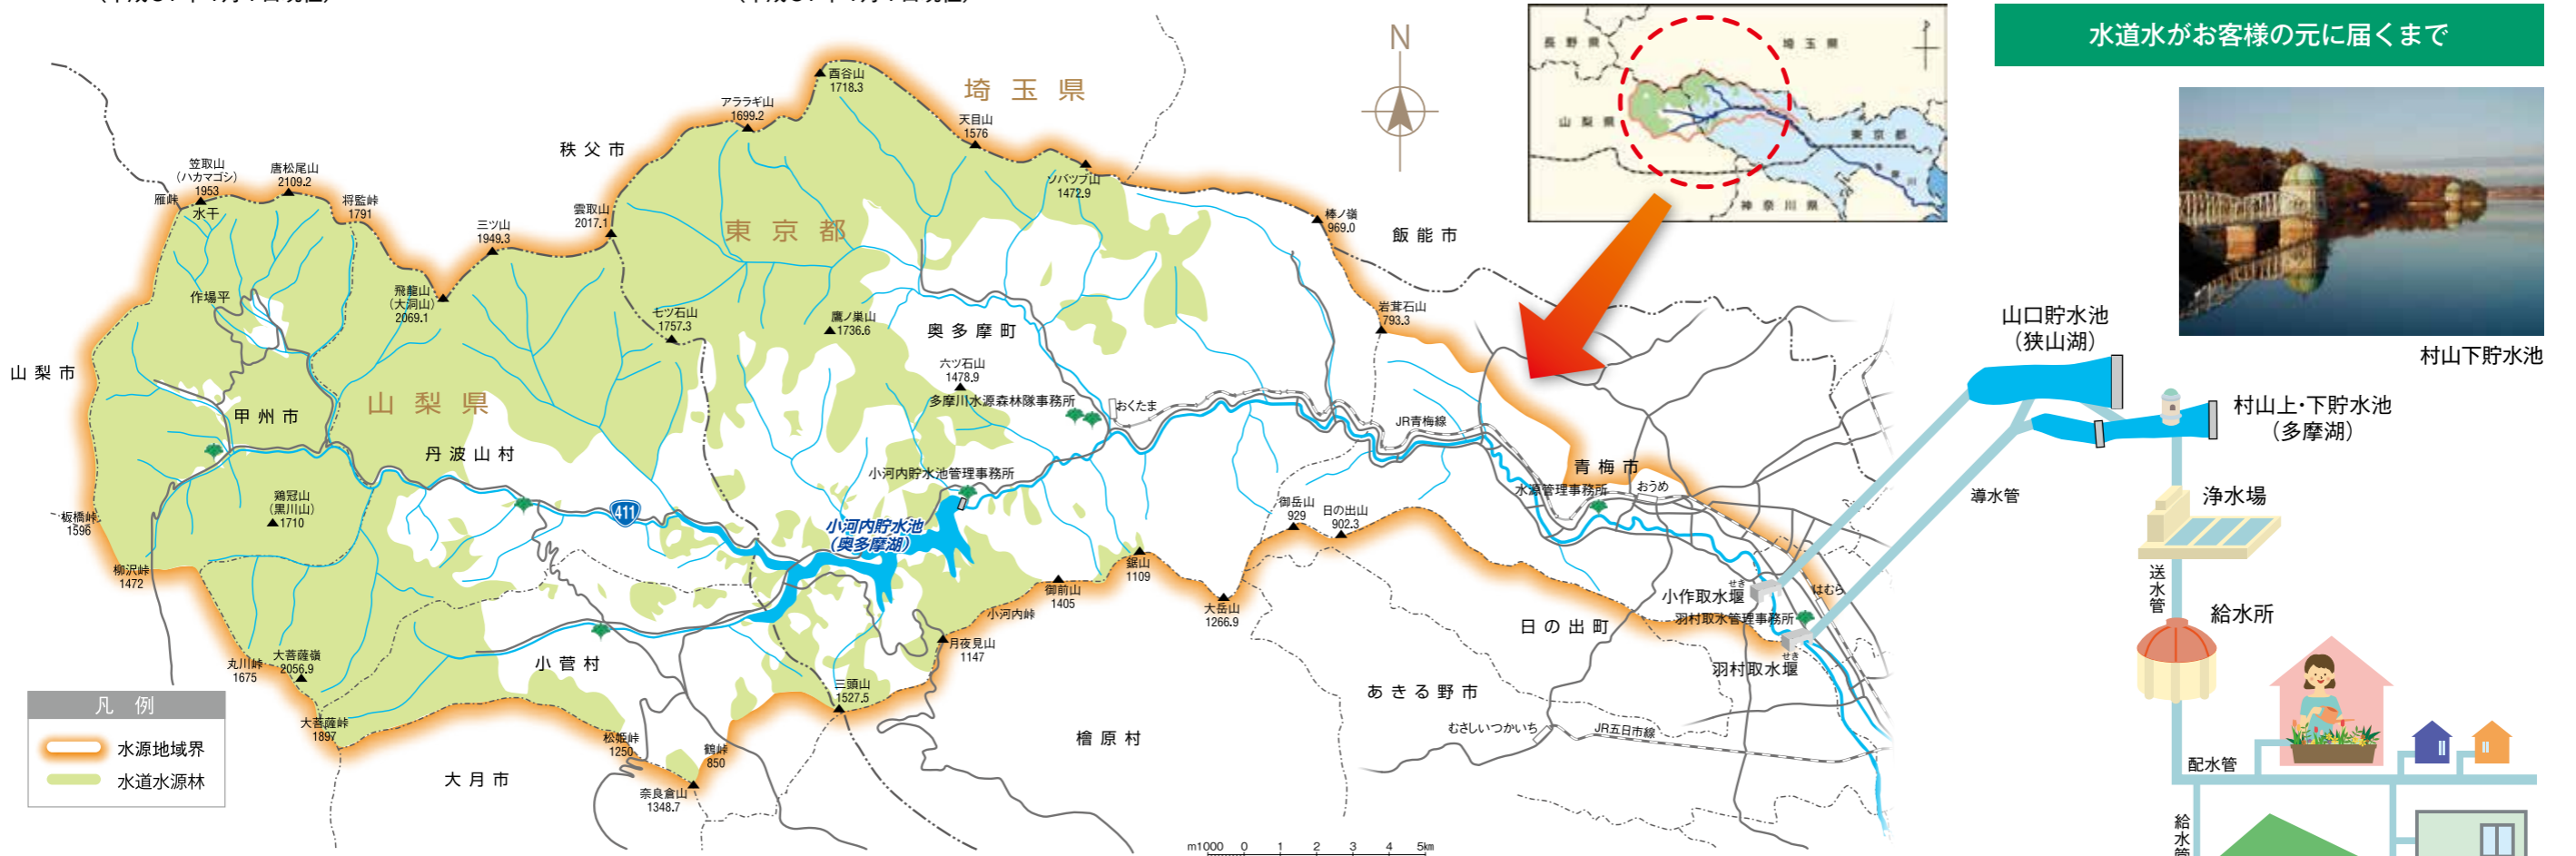 水道水がお客様の元に届くまで
長野県
埼玉県
山梨県
東京都
多摩川
神奈川県
N
埼玉県
東京都
山梨県
秩父市
飯能市
山梨市
甲州市
丹波山村
小菅村
大月市
奥多摩町
檜原村
あきる野市
日の出町
青梅市
酉谷山
1718.3
アララギ山
1699.2
天目山
1576
ソバツブ山
1472.9
棒ノ嶺
969.0
岩茸石山
793.3
笠取山
(ハカマゴシ)
1953
水干
雁峠
唐松尾山
2109.2
将監峠
1791
三ツ山
1949.3
雲取山
2017.1
飛龍山
(大洞山)
2069.1
作場平
七ツ石山
1757.3
鷹ノ巣山
1736.6
六ツ石山
1478.9
多摩川水源森林隊事務所
おくたま
JR青梅線
小河内貯水池管理事務所
小河内貯水池
(奥多摩湖)
411
鶏冠山
(黒川山)
1710
板橋峠
1596
柳沢峠
1472
丸川峠
1675
大菩薩嶺
2056.9
大菩薩峠
1897
松姫峠
1250
鶴峠
850
奈良倉山
1348.7
三頭山
1527.5
月夜見山
1147
小河内峠
御前山
1405
鋸山
1109
大岳山
1266.9
御岳山
929
日の出山
902.3
水源管理事務所
おうめ
小作取水堰
せき
はむら
羽村取水管理事務所
羽村取水堰
せき
むさしいつかいち
JR五日市線
凡例
水源地域界
水道水源林
m1000 0 1 2 3 4 5km
村山下貯水池
山口貯水池
(狭山湖)
村山上・下貯水池
(多摩湖)
導水管
浄水場
送水管
給水所
配水管
給水管